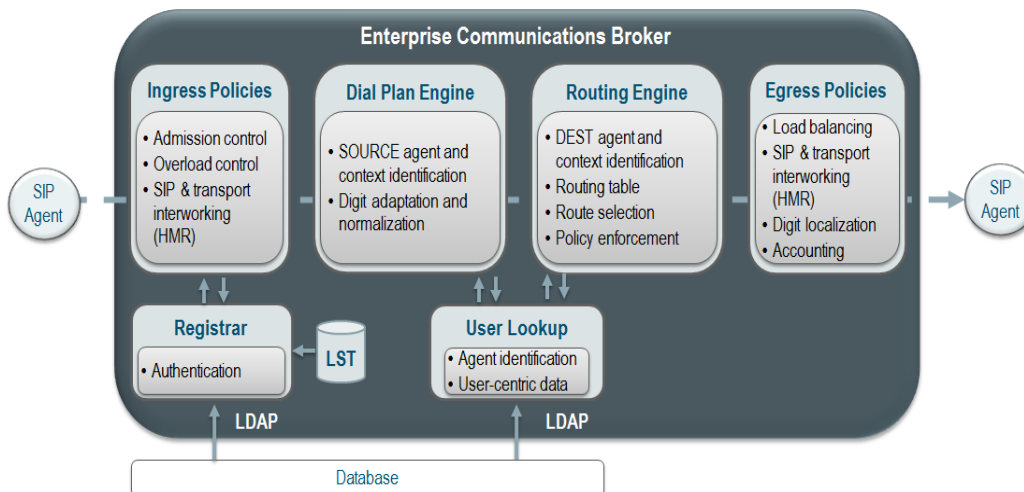 Enterprise Communications Broker
SIP
Agent
Ingress Policies
• Admission control
• Overload control
• SIP & transport
interworking
(HMR)
Dial Plan Engine
• SOURCE agent and
context identification
• Digit adaptation and
normalization
Routing Engine
• DEST agent and
context identification
• Routing table
• Route selection
• Policy enforcement
Egress Policies
• Load balancing
• SIP & transport
interworking
(HMR)
• Digit localization
• Accounting
SIP
Agent
Registrar
• Authentication
LST
User Lookup
• Agent identification
• User-centric data
LDAP
LDAP
Database